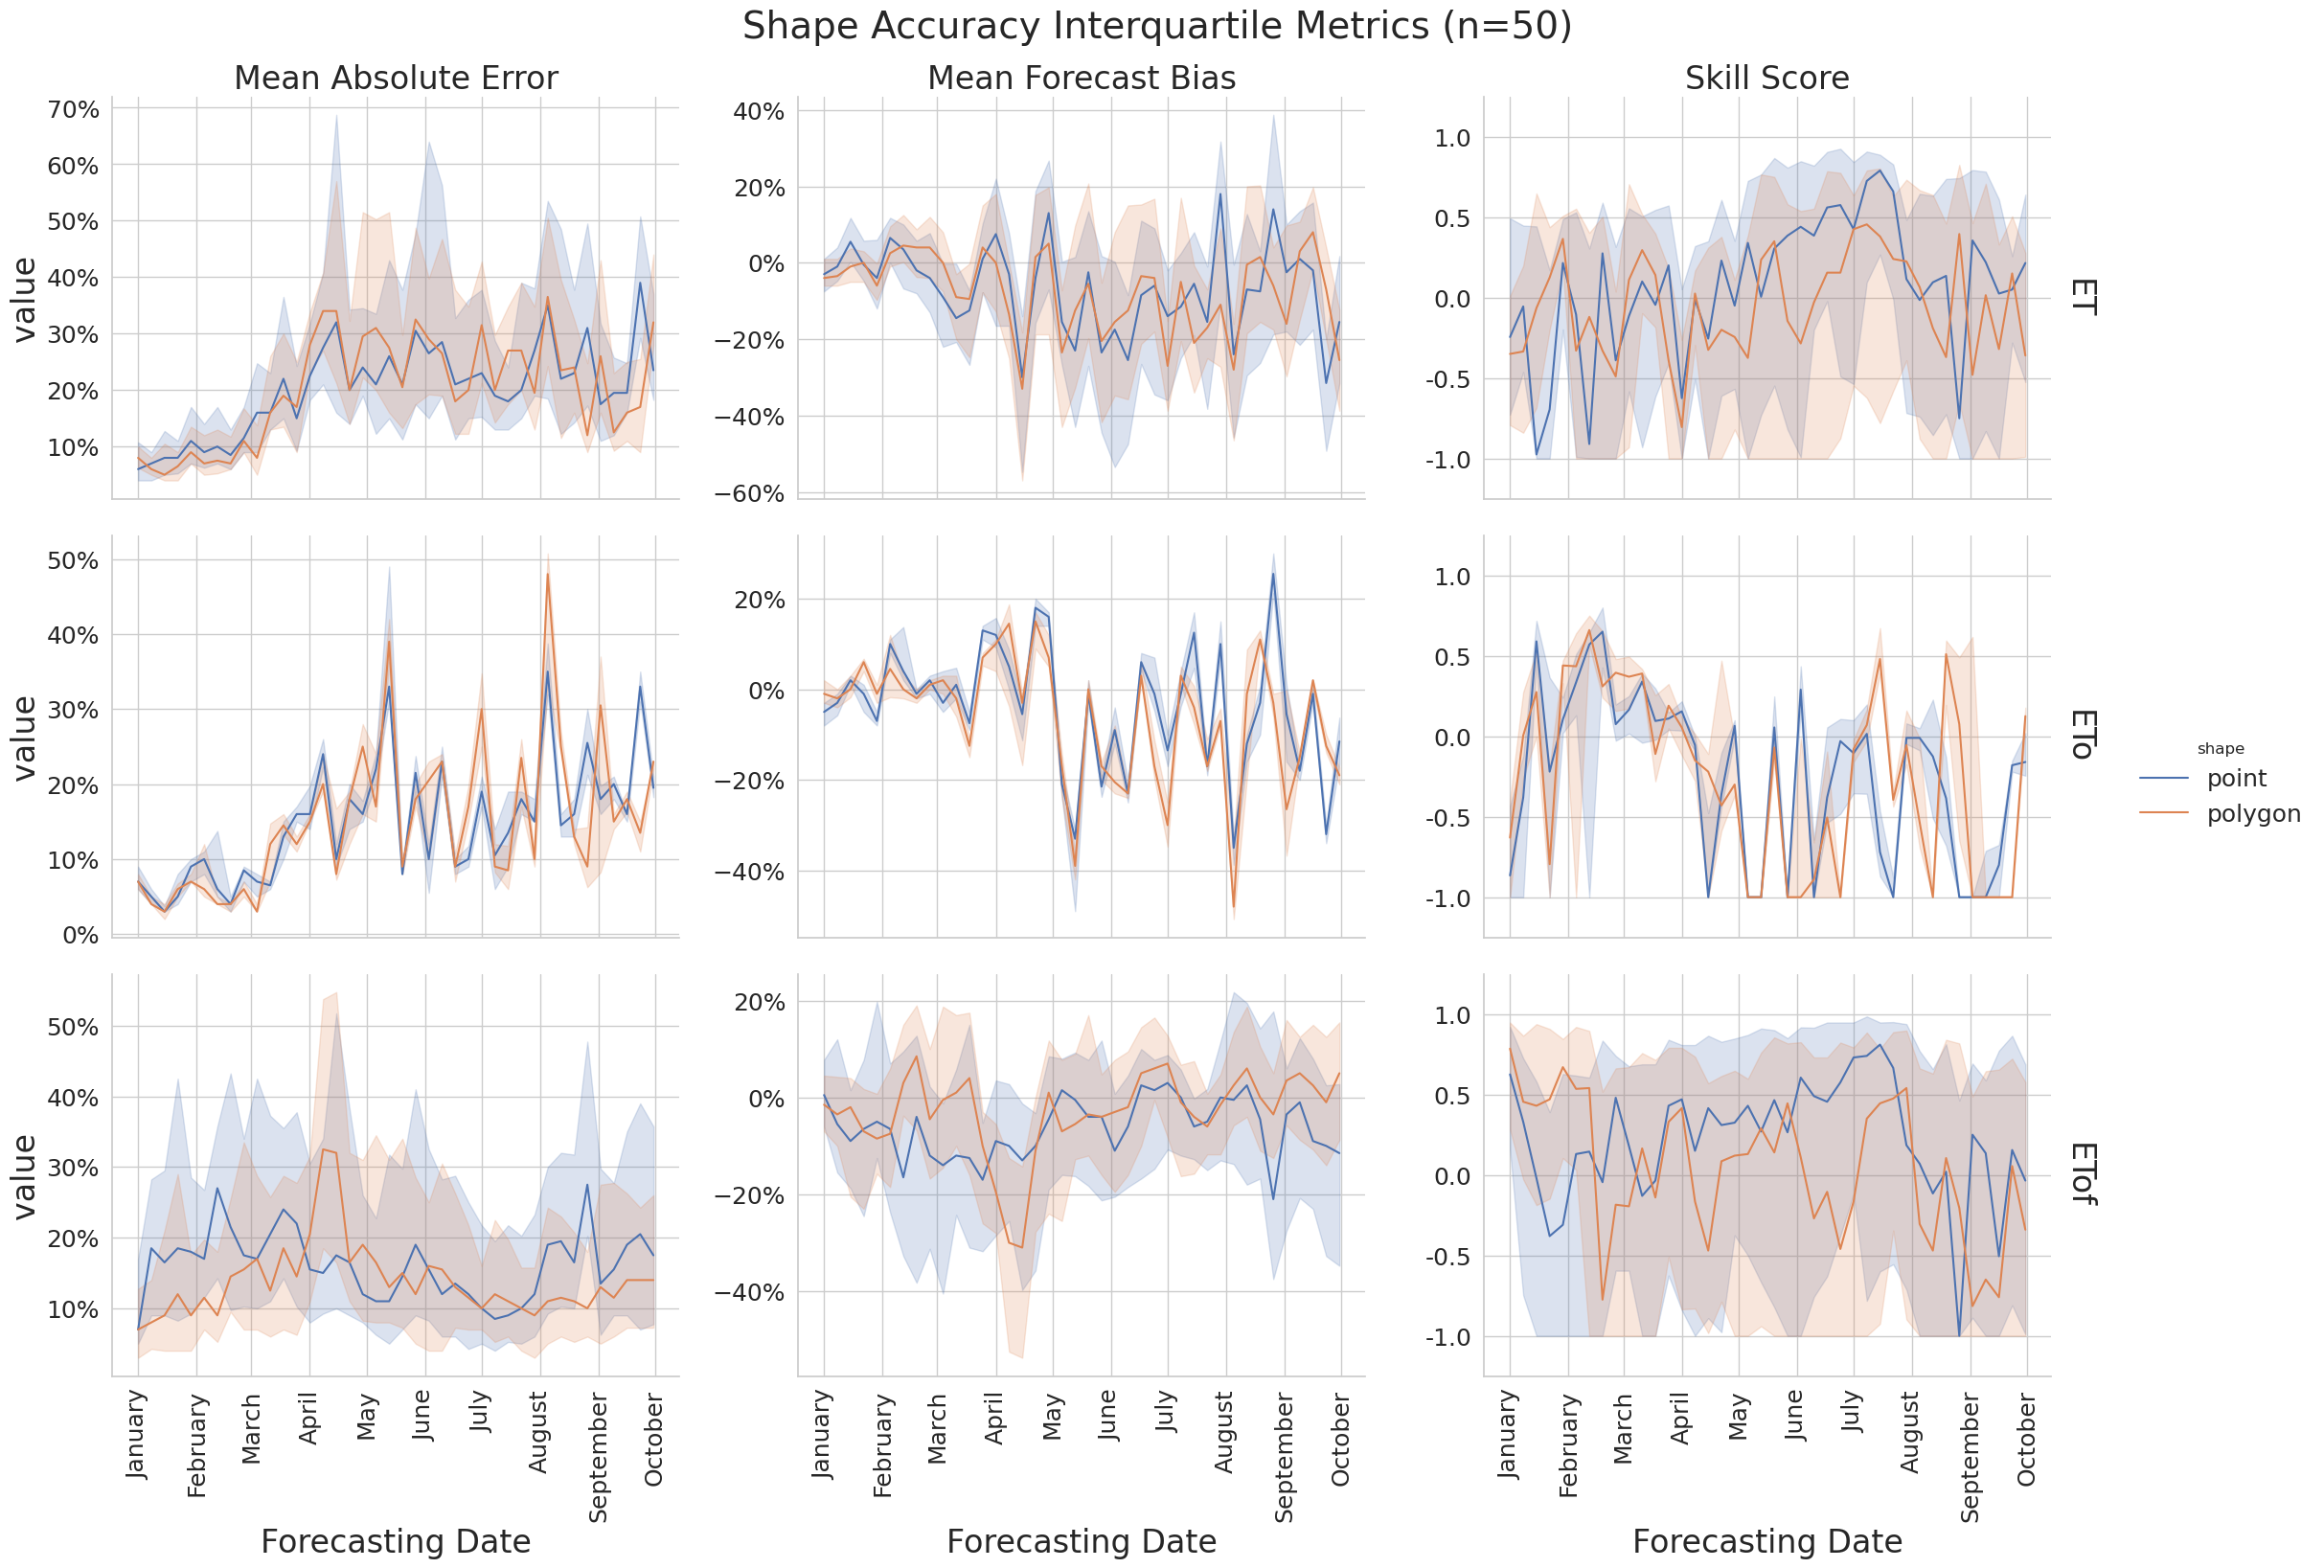 Shape Accuracy Interquartile Metrics (n=50)
Mean Absolute Error
Mean Forecast Bias
Skill Score
value
70%
60%
50%
40%
30%
20%
10%
40%
20%
0%
−20%
−40%
−60%
1.0
0.5
0.0
-0.5
-1.0
ET
value
50%
40%
30%
20%
10%
0%
20%
0%
−20%
−40%
1.0
0.5
0.0
-0.5
-1.0
ETo
shape
point
polygon
value
50%
40%
30%
20%
10%
20%
0%
−20%
−40%
1.0
0.5
0.0
-0.5
-1.0
ETof
January
February
March
April
May
June
July
August
September
October
January
February
March
April
May
June
July
August
September
October
January
February
March
April
May
June
July
August
September
October
Forecasting Date
Forecasting Date
Forecasting Date